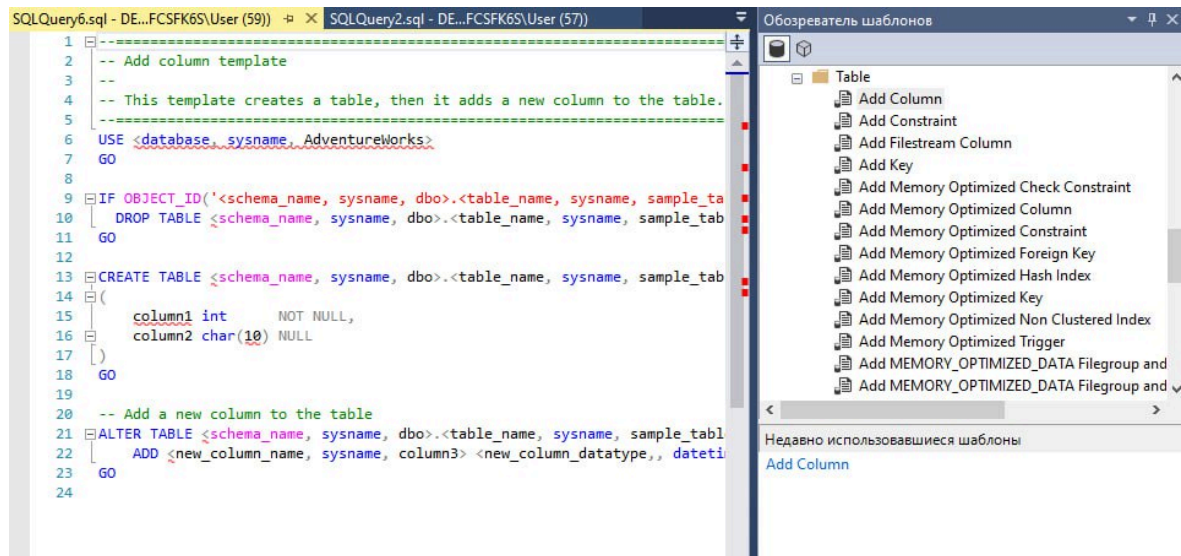 SQLQuery6.sql - DE...FCSFK6S\User (59))
SQLQuery2.sql - DE...FCSFK6S\User (57))
1 --=============================================================================
2 -- Add column template
3 --
4 -- This template creates a table, then it adds a new column to the table.
5 --=============================================================================
6 USE <database, sysname, AdventureWorks>
7 GO
8
9 IF OBJECT_ID('<schema_name, sysname, dbo>.<table_name, sysname, sample_ta
10 DROP TABLE <schema_name, sysname, dbo>.<table_name, sysname, sample_tab
11 GO
12
13 CREATE TABLE <schema_name, sysname, dbo>.<table_name, sysname, sample_tab
14 (
15 column1 int NOT NULL,
16 column2 char(10) NULL
17 )
18 GO
19
20 -- Add a new column to the table
21 ALTER TABLE <schema_name, sysname, dbo>.<table_name, sysname, sample_tabl
22 ADD <new_column_name, sysname, column3> <new_column_datatype,, dateti
23 GO
24
Обозреватель шаблонов
Table
Add Column
Add Constraint
Add Filestream Column
Add Key
Add Memory Optimized Check Constraint
Add Memory Optimized Column
Add Memory Optimized Constraint
Add Memory Optimized Foreign Key
Add Memory Optimized Hash Index
Add Memory Optimized Key
Add Memory Optimized Non Clustered Index
Add Memory Optimized Trigger
Add MEMORY_OPTIMIZED_DATA Filegroup and
Add MEMORY_OPTIMIZED_DATA Filegroup and
Недавно использовавшиеся шаблоны
Add Column